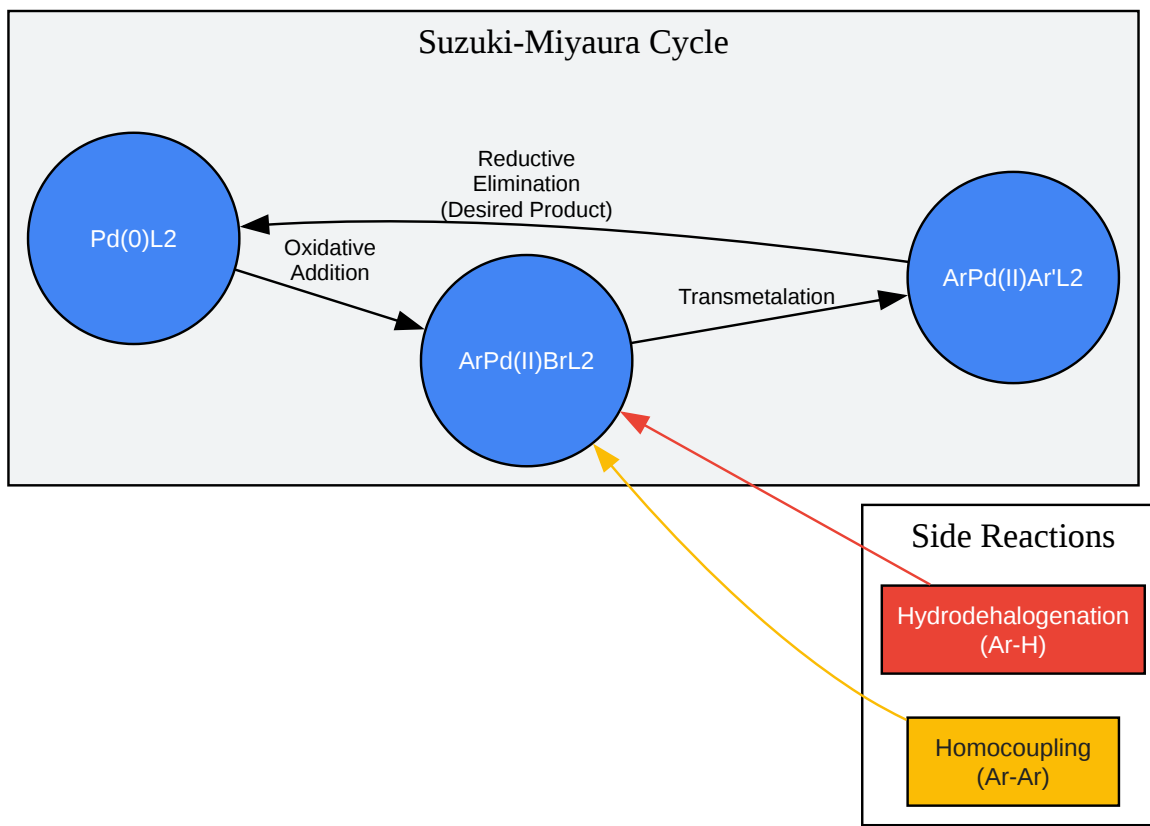 Suzuki-Miyaura Cycle
Reductive
Elimination
(Desired Product)
Pd(0)L2
Oxidative
Addition
ArPd(II)Ar'L2
Transmetalation
ArPd(II)BrL2
Side Reactions
Hydrodehalogenation
(Ar-H)
Homocoupling
(Ar-Ar)